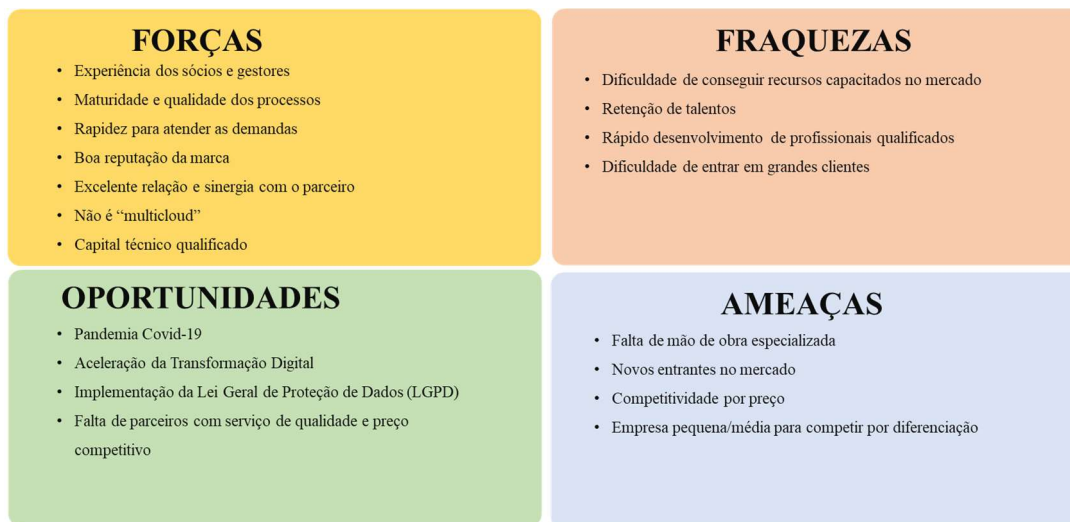 FORÇAS
• Experiência dos sócios e gestores
• Maturidade e qualidade dos processos
• Rapidez para atender as demandas
• Boa reputação da marca
• Excelente relação e sinergia com o parceiro
• Não é “multicloud”
• Capital técnico qualificado
FRAQUEZAS
• Dificuldade de conseguir recursos capacitados no mercado
• Retenção de talentos
• Rápido desenvolvimento de profissionais qualificados
• Dificuldade de entrar em grandes clientes
OPORTUNIDADES
• Pandemia Covid-19
• Aceleração da Transformação Digital
• Implementação da Lei Geral de Proteção de Dados (LGPD)
• Falta de parceiros com serviço de qualidade e preço
competitivo
AMEAÇAS
• Falta de mão de obra especializada
• Novos entrantes no mercado
• Competitividade por preço
• Empresa pequena/média para competir por diferenciação